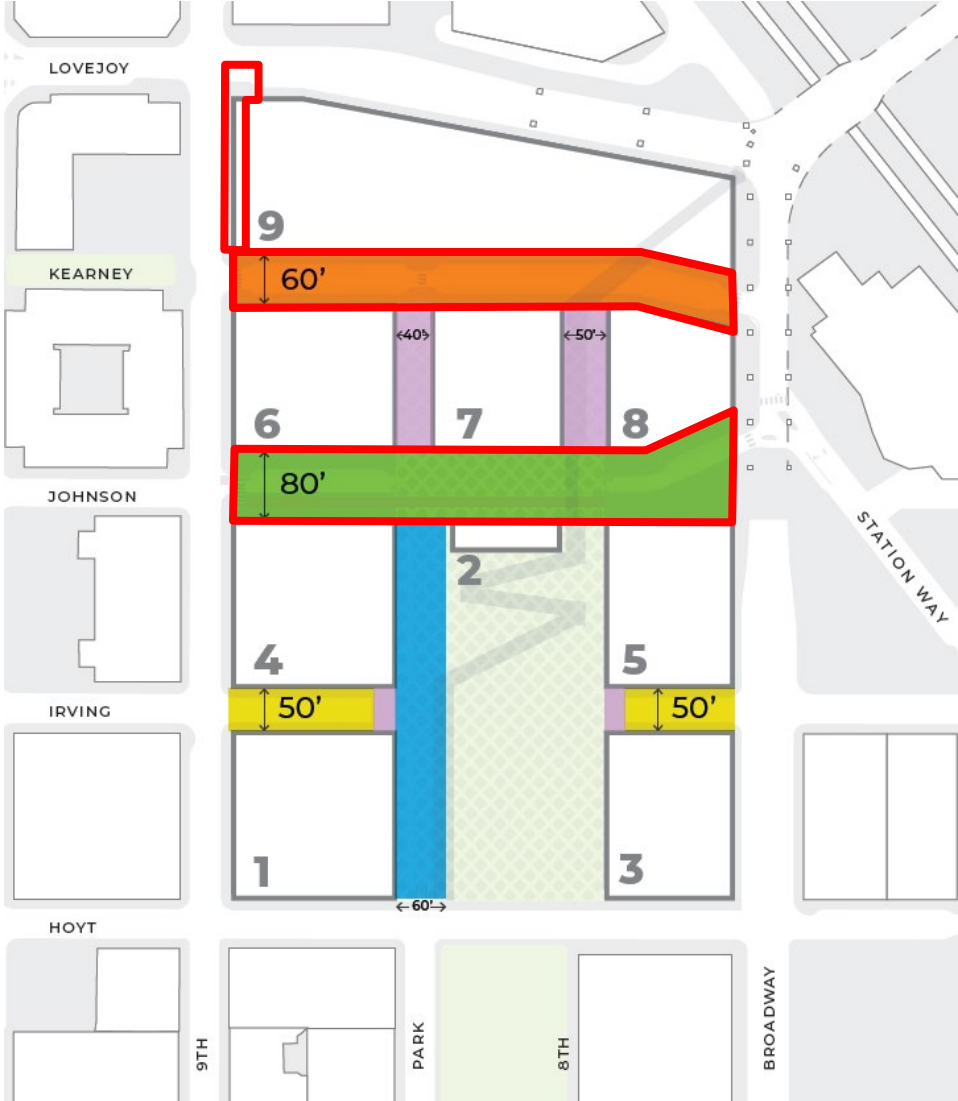 LOVEJOY
9
KEARNEY
60’
40'
50'
6
7
8
80’
JOHNSON
STATION WAY
2
4
5
50’
50’
IRVING
1
3
60'
HOYT
9TH
PARK
8TH
BROADWAY